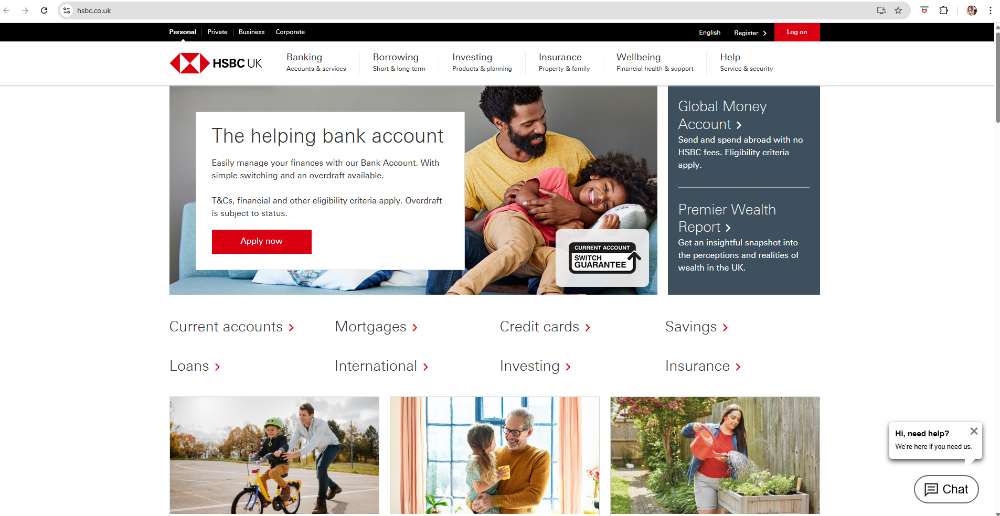 hsbc.co.uk
Personal Private Business Corporate
English Register Log on
HSBC UK
Banking
Accounts & services
Borrowing
Short & long-term
Investing
Products & planning
Insurance
Property & family
Wellbeing
Financial health & support
Help
Service & security
The helping bank account
Easily manage your finances with our Bank Account. With
simple switching and an overdraft available.
T&Cs, financial and other eligibility criteria apply. Overdraft
is subject to status.
Apply now
CURRENT ACCOUNT
SWITCH
GUARANTEE
Global Money
Account
Send and spend abroad with no
HSBC fees. Eligibility criteria
apply.
Premier Wealth
Report
Get an insightful snapshot into
the perceptions and realities of
wealth in the UK.
Current accounts Mortgages Credit cards Savings
Loans International Investing Insurance
Hi, need help?
We're here if you need us.
Chat